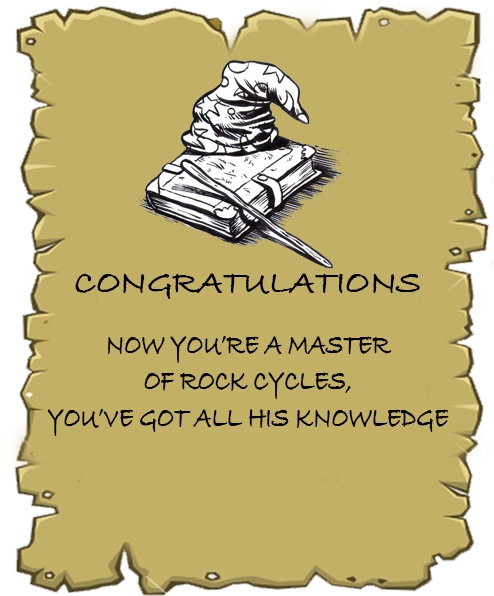 CONGRATULATIONS
NOW YOU'RE A MASTER
OF ROCK CYCLES,
YOU'VE GOT ALL HIS KNOWLEDGE